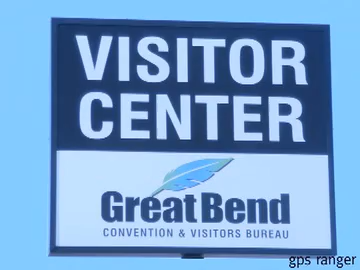 VISITOR
CENTER
Great Bend
CONVENTION & VISITORS BUREAU
gps ranger